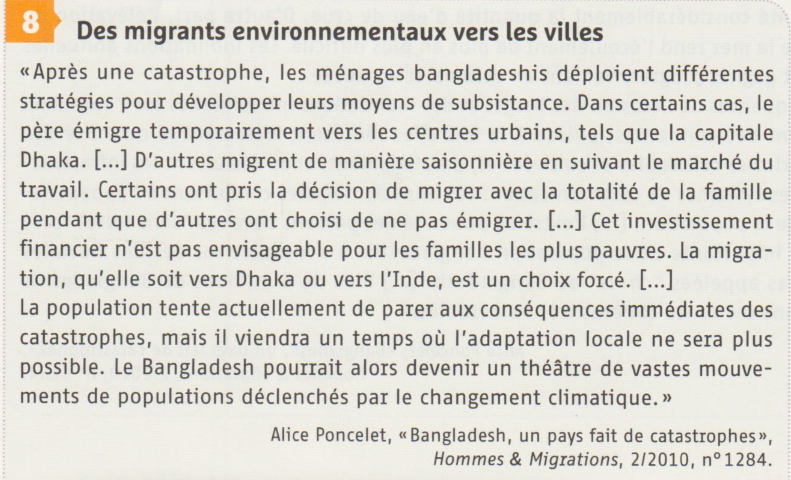 8 Des migrants environnementaux vers les villes
«Après une catastrophe, les ménages bangladeshis déploient différentes
stratégies pour développer leurs moyens de subsistance. Dans certains cas, le
père émigre temporairement vers les centres urbains, tels que la capitale
Dhaka. [...] D'autres migrent de manière saisonnière en suivant le marché du
travail. Certains ont pris la décision de migrer avec la totalité de la famille
pendant que d'autres ont choisi de ne pas émigrer. [...] Cet investissement
financier n'est pas envisageable pour les familles les plus pauvres. La migra-
tion, qu'elle soit vers Dhaka ou vers l'Inde, est un choix forcé. [...]
La population tente actuellement de parer aux conséquences immédiates des
catastrophes, mais il viendra un temps où l'adaptation locale ne sera plus
possible. Le Bangladesh pourrait alors devenir un théâtre de vastes mouve-
ments de populations déclenchés par le changement climatique.»
Alice Poncelet, «Bangladesh, un pays fait de catastrophes»,
Hommes & Migrations, 2/2010, n°1284.